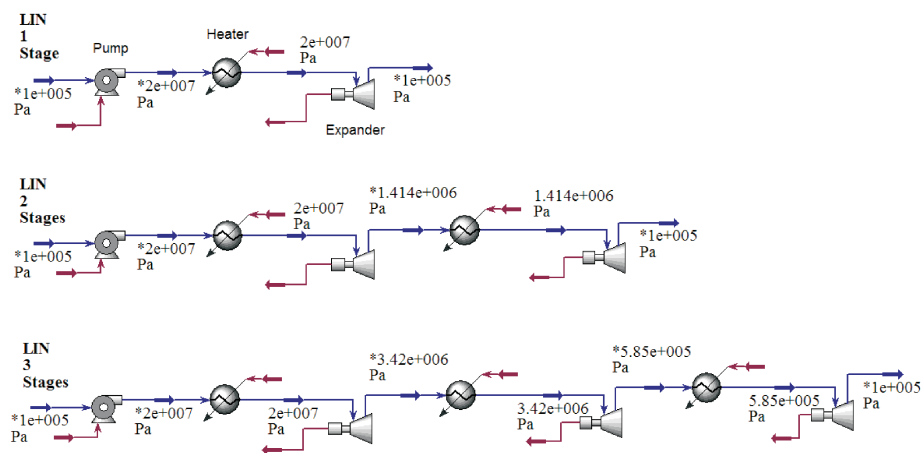 LIN
1
Stage
Pump
Heater
2e+007
Pa
*1e+005
Pa
*2e+007
Pa
*1e+005
Pa
Expander
LIN
2
Stages
*1.414e+006
Pa
1.414e+006
Pa
2e+007
Pa
*1e+005
Pa
*2e+007
Pa
*1e+005
Pa
LIN
3
Stages
*3.42e+006
Pa
*5.85e+005
Pa
*1e+005
Pa
*2e+007
Pa
2e+007
Pa
3.42e+006
Pa
5.85e+005
Pa
*1e+005
Pa